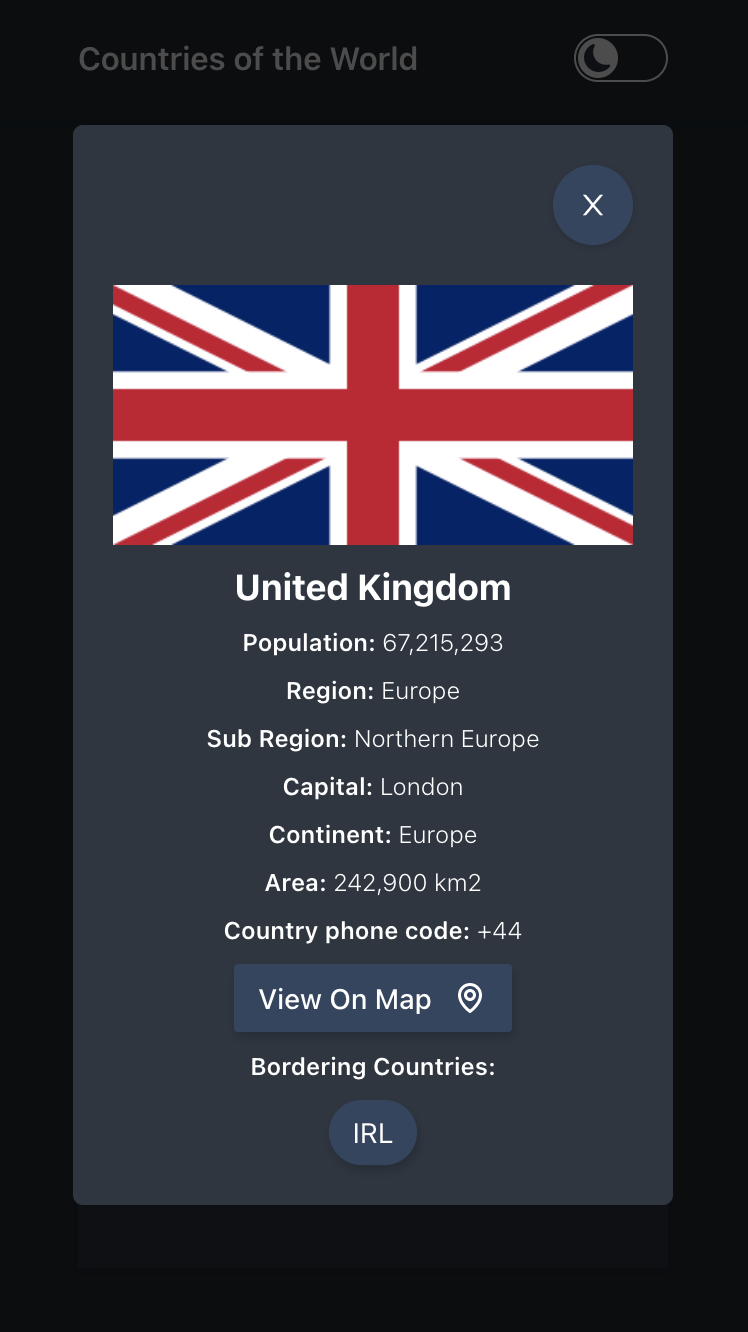 Countries of the World
X
United Kingdom
Population: 67,215,293
Region: Europe
Sub Region: Northern Europe
Capital: London
Continent: Europe
Area: 242,900 km2
Country phone code: +44
View On Map
Bordering Countries:
IRL